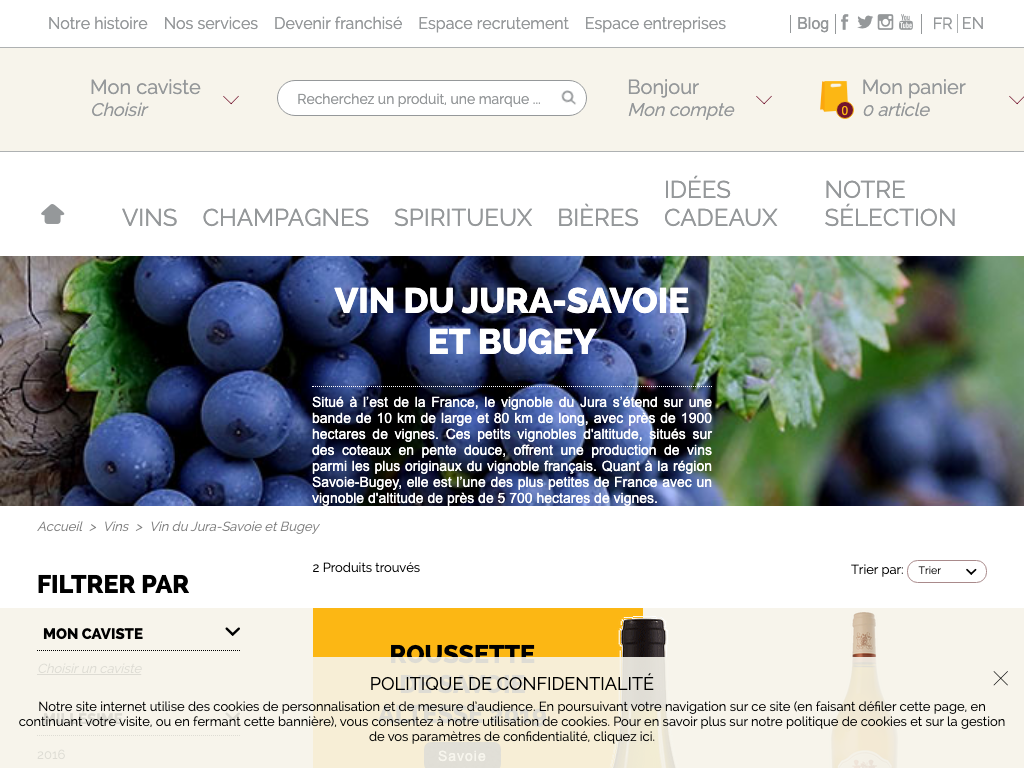 Notre histoire Nos services Devenir franchisé Espace recrutement Espace entreprises Blog FR EN
Mon caviste
Choisir
Recherchez un produit, une marque ...
Bonjour
Mon compte
0
Mon panier
0 article
VINS CHAMPAGNES SPIRITUEUX BIÈRES IDÉES CADEAUX NOTRE SÉLECTION
VIN DU JURA-SAVOIE
ET BUGEY
Situé à l'est de la France, le vignoble du Jura s'étend sur une
bande de 10 km de large et 80 km de long, avec près de 1900
hectares de vignes. Ces petits vignobles d'altitude, situés sur
des coteaux en pente douce, offrent une production de vins
parmi les plus originaux du vignoble français. Quant à la région
Savoie-Bugey, elle est l'une des plus petites de France avec un
vignoble d'altitude de près de 5 700 hectares de vignes.
Accueil > Vins > Vin du Jura-Savoie et Bugey
FILTRER PAR
2 Produits trouvés
Trier par: Trier
MON CAVISTE
Choisir un caviste
ROUSSETTE
POLITIQUE DE CONFIDENTIALITÉ
Notre site internet utilise des cookies de personnalisation et de mesure d'audience. En poursuivant votre navigation sur ce site (en faisant défiler cette page, en
continuant votre visite, ou en fermant cette bannière), vous consentez à notre utilisation de cookies. Pour en savoir plus sur notre politique de cookies et sur la gestion
de vos paramètres de confidentialité, cliquez ici.
2016
Savoie